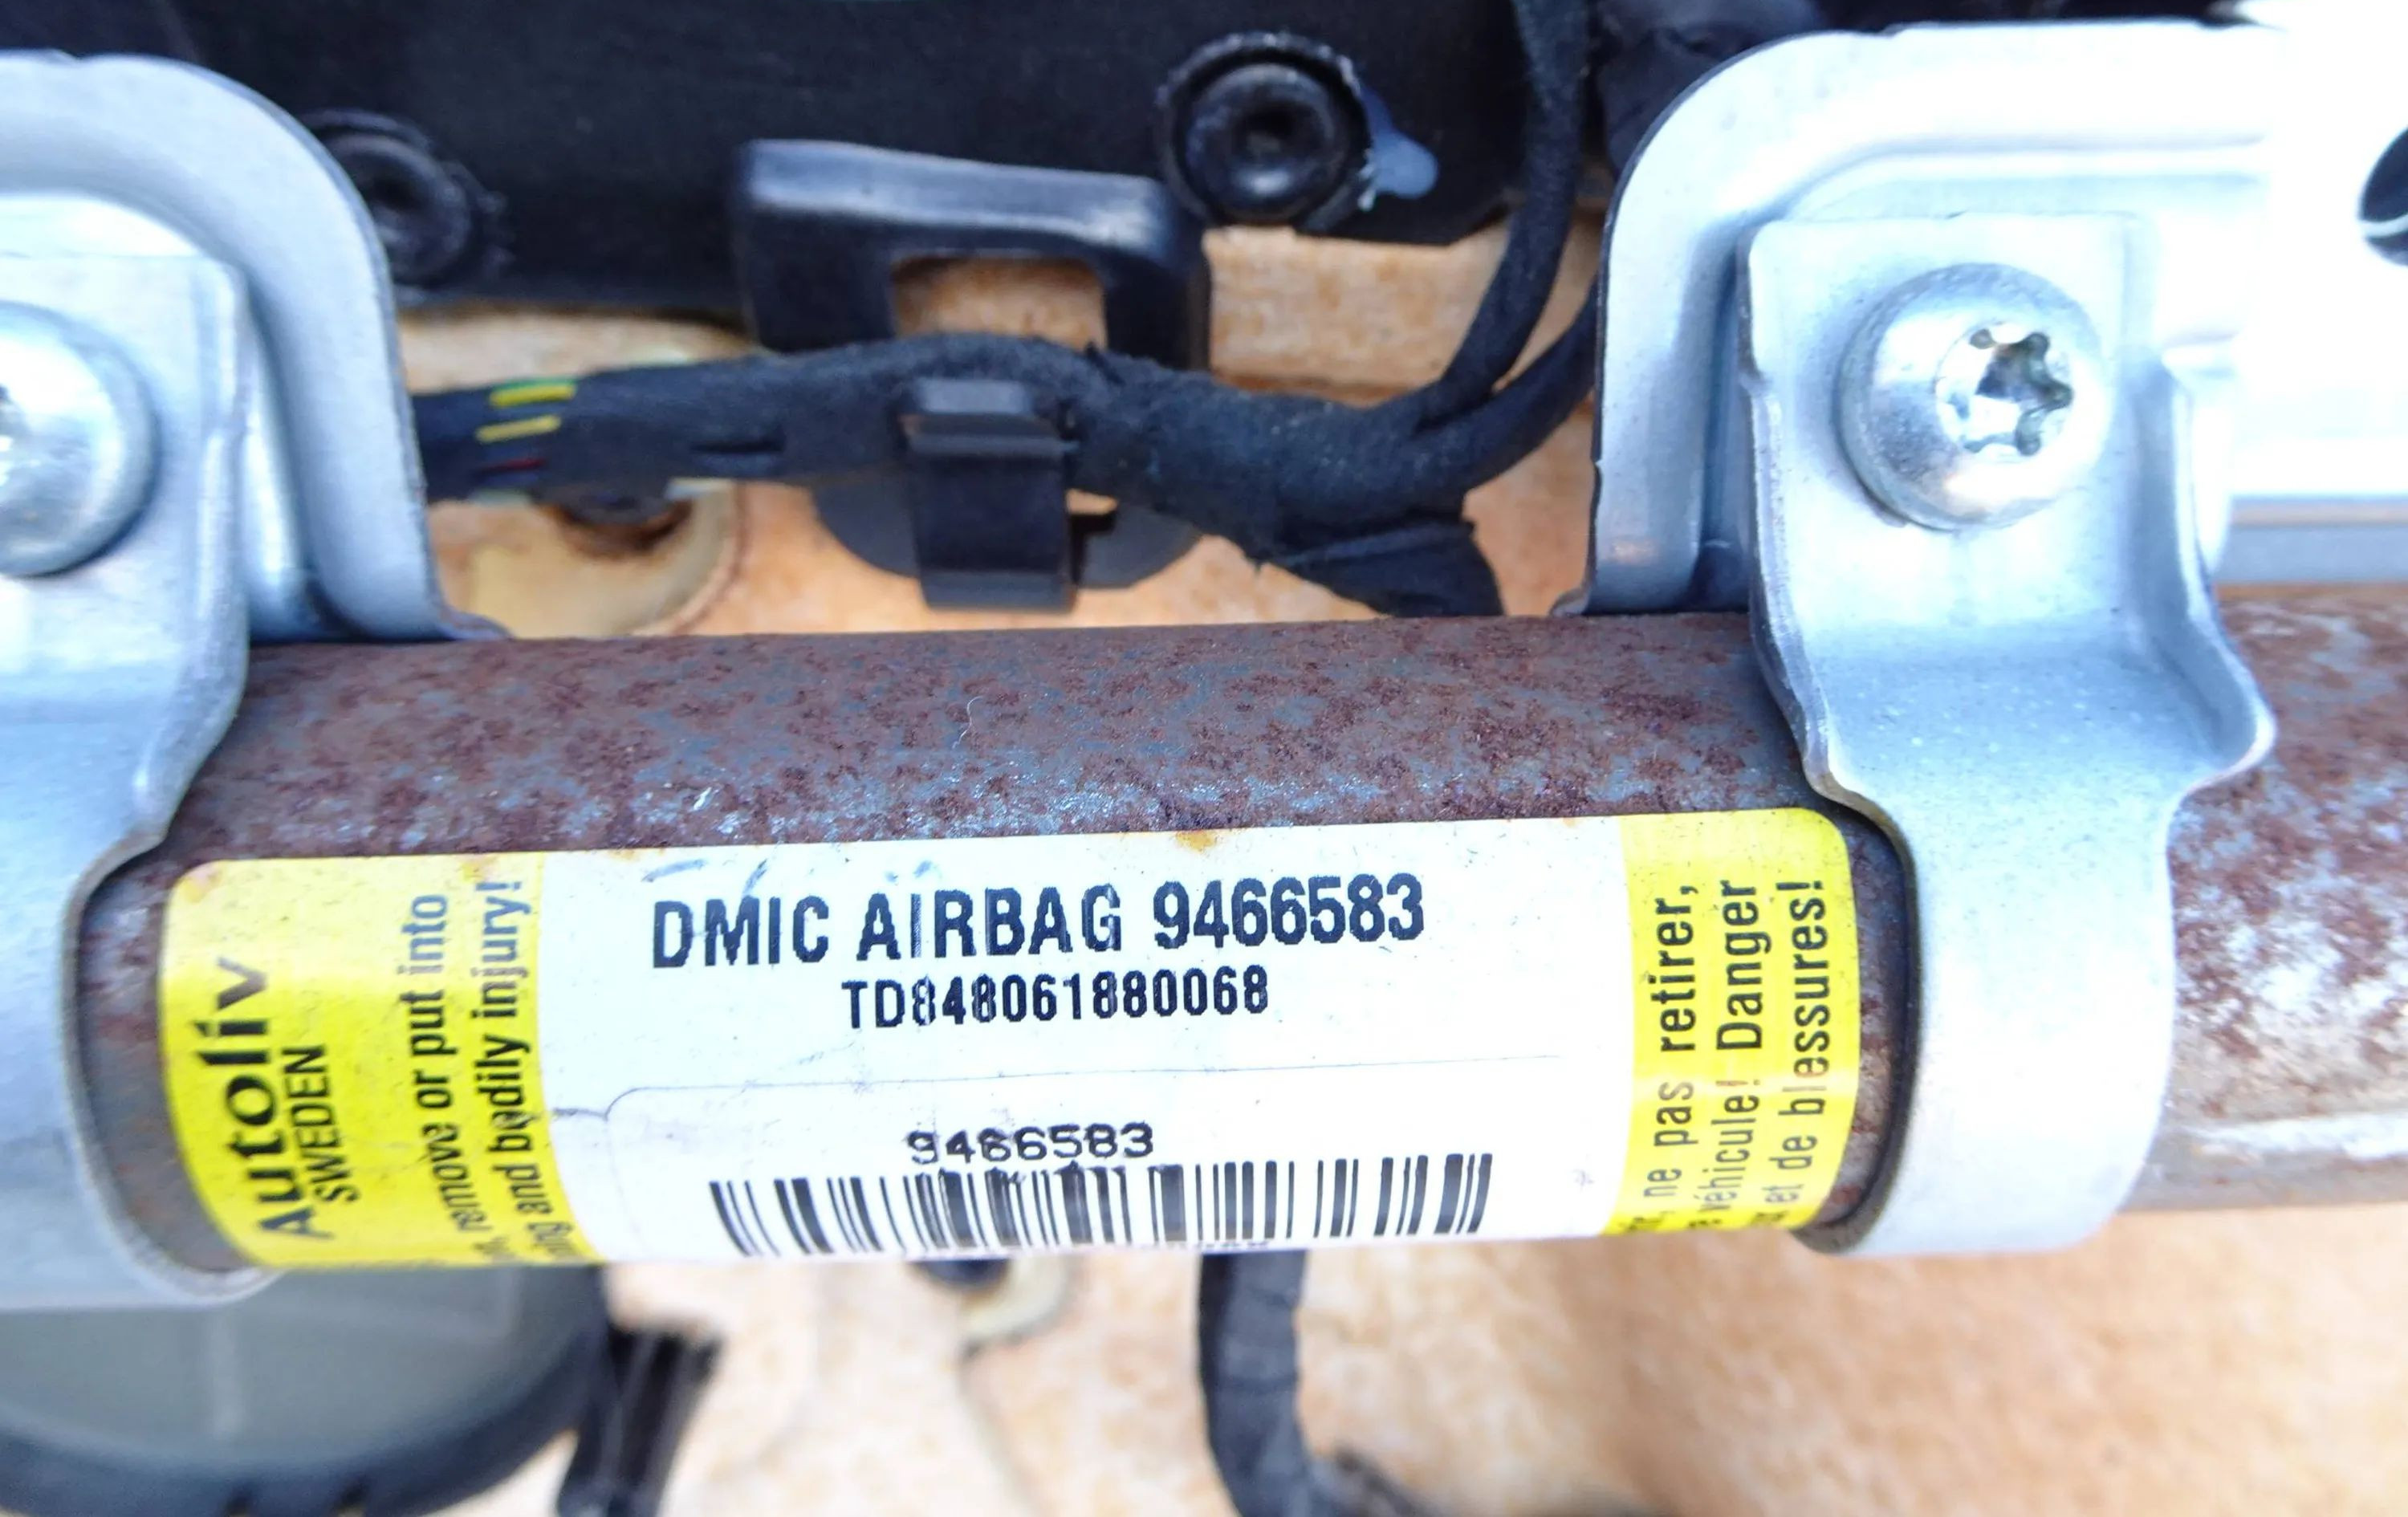 Autoliv
SWEDEN
remove or put into
and bodily injury!
DMIC AIRBAG 9466583
TD848061880068
9466583
ne pas retirer,
véhicule! Danger
et de blessures!